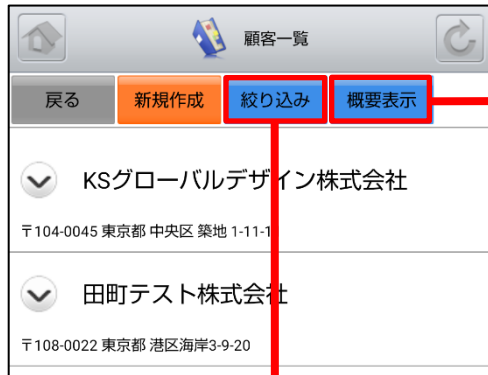 顧客一覧
戻る 新規作成 絞り込み 概要表示
KSグローバルデザイン株式会社
〒104-0045 東京都 中央区 築地 1-11-1
田町テスト株式会社
〒108-0022 東京都 港区海岸3-9-20